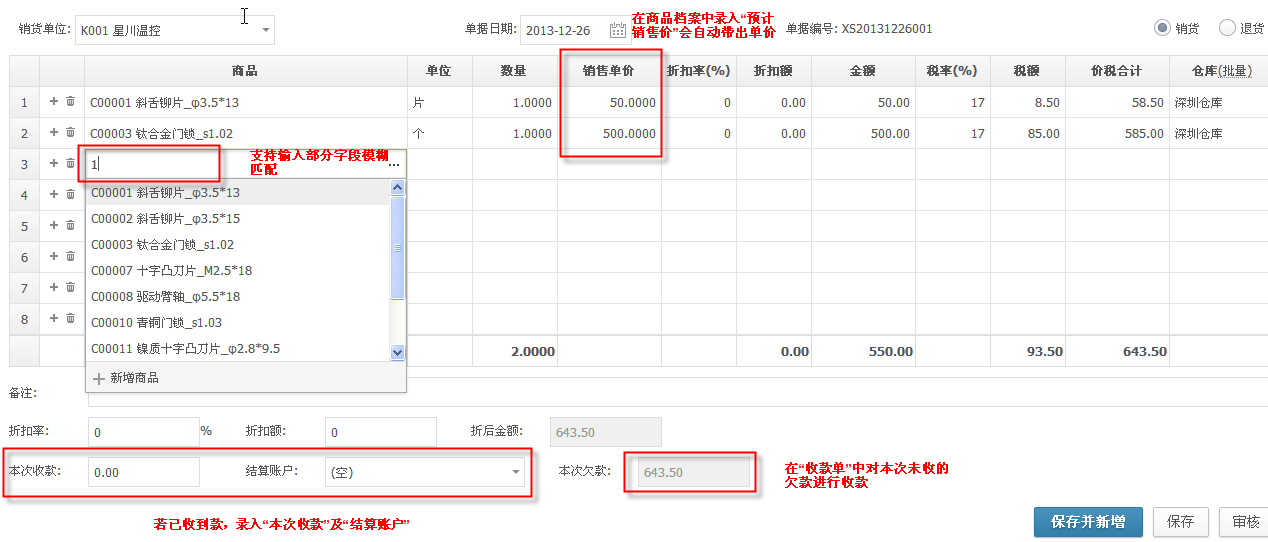 在商品档案中录入“预计
销售价”会自动带出单价
销货单位: K001 星川温控 单据日期: 2013-12-26 单据编号: XS20131226001 销货 退货
商品 单位 数量 销售单价 折扣率(%) 折扣额 金额 税率(%) 税额 价税合计 仓库(批量)
1 C00001 斜舌铆片_φ3.5*13 片 1.0000 50.0000 0 0.00 50.00 17 8.50 58.50 深圳仓库
2 C00003 钛合金门锁_s1.02 个 1.0000 500.0000 0 0.00 500.00 17 85.00 585.00 深圳仓库
3 1 ...
支持输入部分字段模糊
匹配
C00001 斜舌铆片_φ3.5*13
4 C00002 斜舌铆片_φ3.5*15
5 C00003 钛合金门锁_s1.02
6 C00007 十字凸刃片_M2.5*18
7 C00008 驱动臂轴_φ5.5*18
8 C00010 青铜门锁_s1.03
C00011 镍质十字凸刃片_φ2.8*9.5
2.0000 0.00 550.00 93.50 643.50
新增商品
备注:
折扣率: 0 % 折扣额: 0 折后金额: 643.50
本次收款: 0.00 结算账户: (空) 本次欠款: 643.50
在“收款单”中对本次未收的
欠款进行收款
若已收到款，录入“本次收款”及“结算账户”
保存并新增 保存 审核